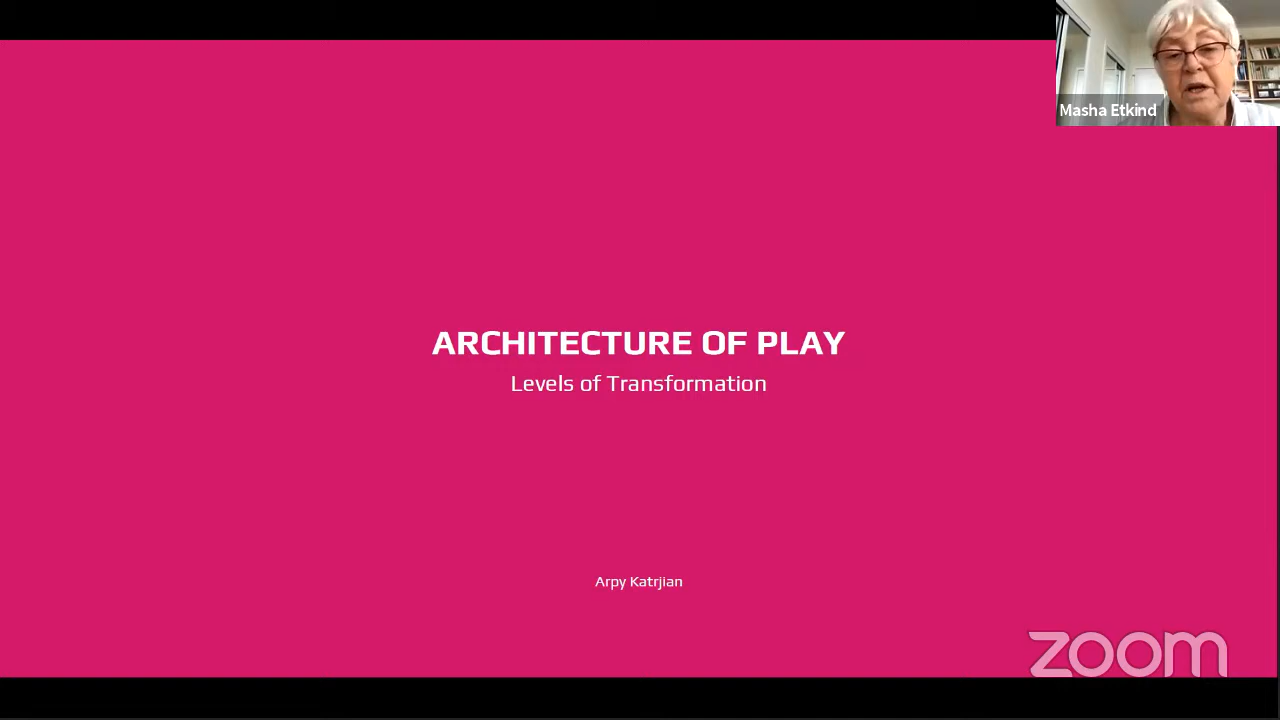 Masha Etkind
ARCHITECTURE OF PLAY
Levels of Transformation
Arpy Katrjian
zoom